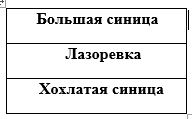 Большая синица
Лазоревка
Хохлатая синица